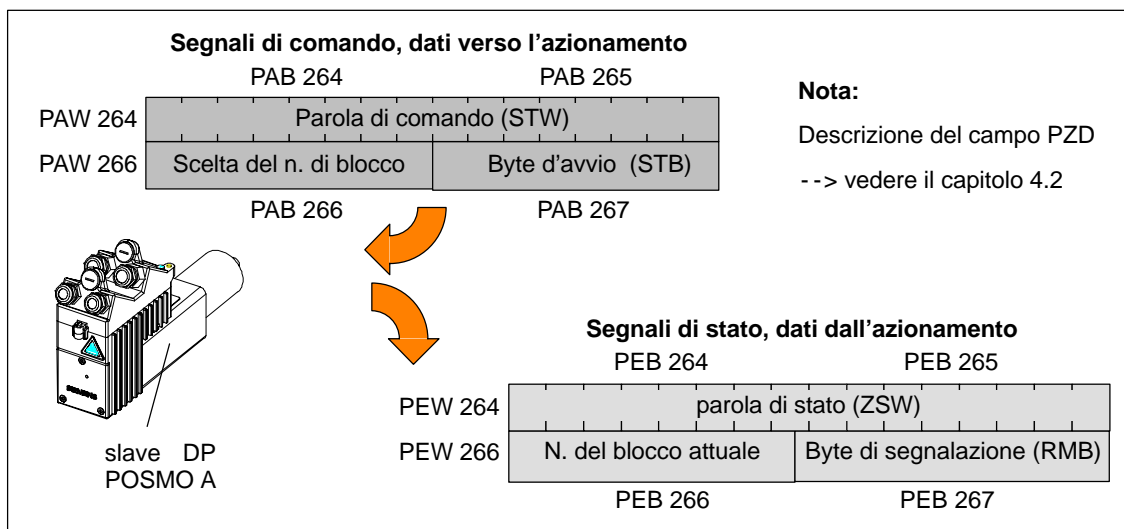 Segnali di comando, dati verso l'azionamento
PAB 264 PAB 265
PAW 264 Parola di comando (STW)
PAW 266 Scelta del n. di blocco Byte d'avvio (STB)
PAB 266 PAB 267
Nota:
Descrizione del campo PZD
--> vedere il capitolo 4.2
slave DP
POSMO A
Segnali di stato, dati dall'azionamento
PEB 264 PEB 265
PEW 264 parola di stato (ZSW)
PEW 266 N. del blocco attuale Byte di segnalazione (RMB)
PEB 266 PEB 267